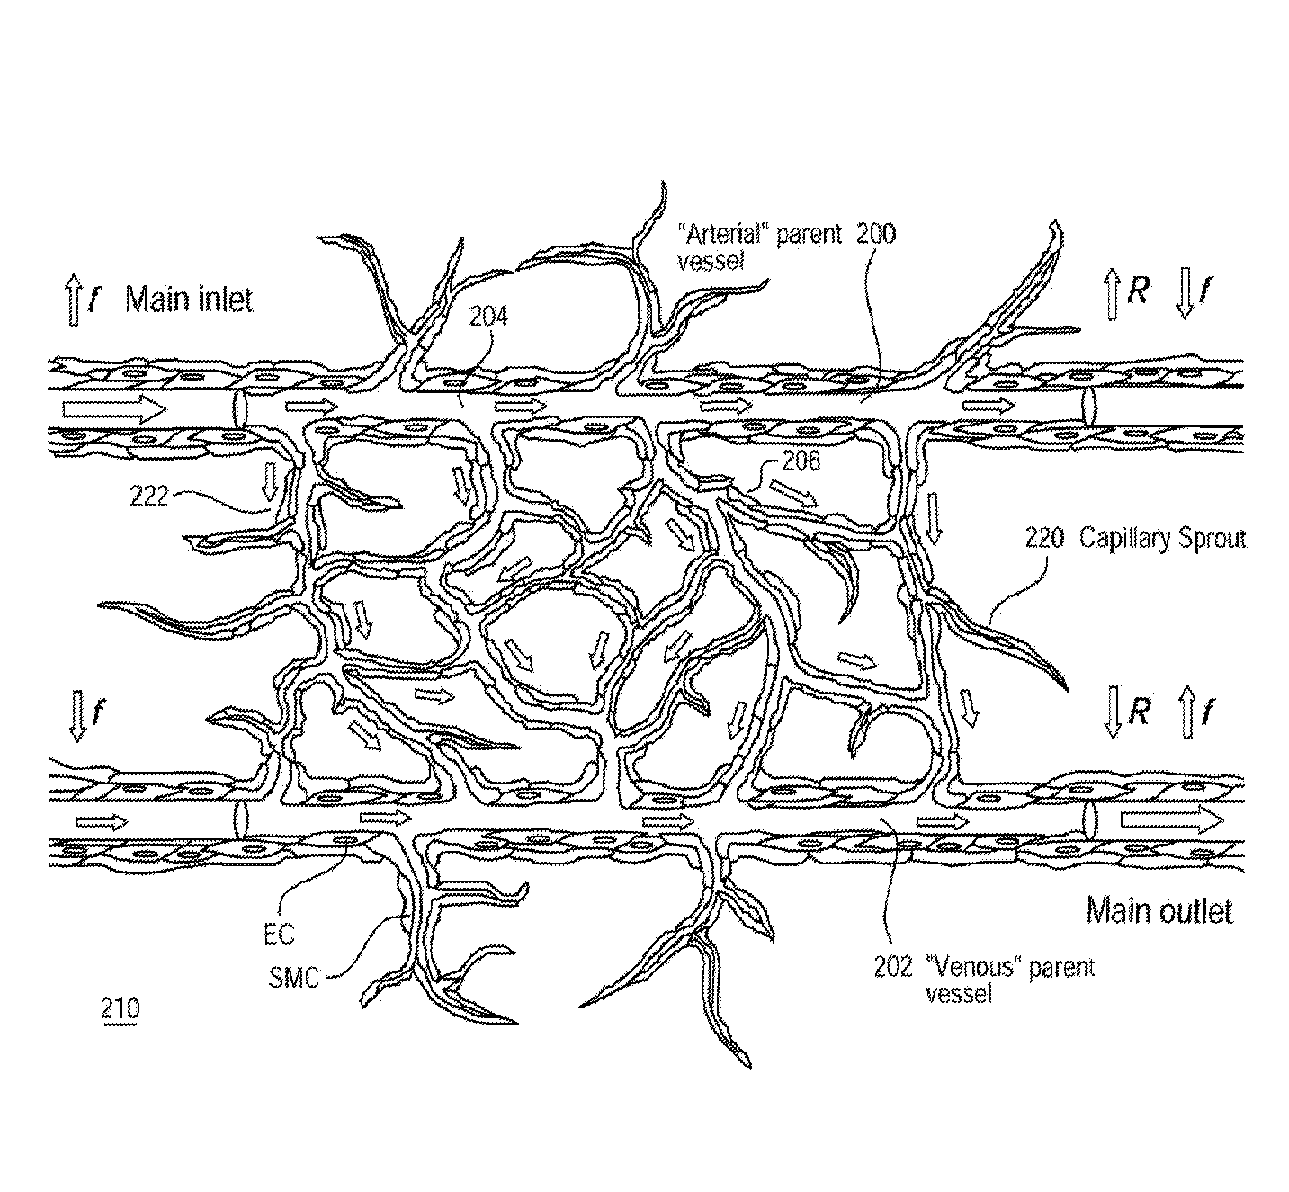 "Arterial" parent 200
vessel
f Main inlet
204
R f
206
222
220 Capillary Sprout
f
R f
Main outlet
EC
SMC
202 "Venous" parent
vessel
210